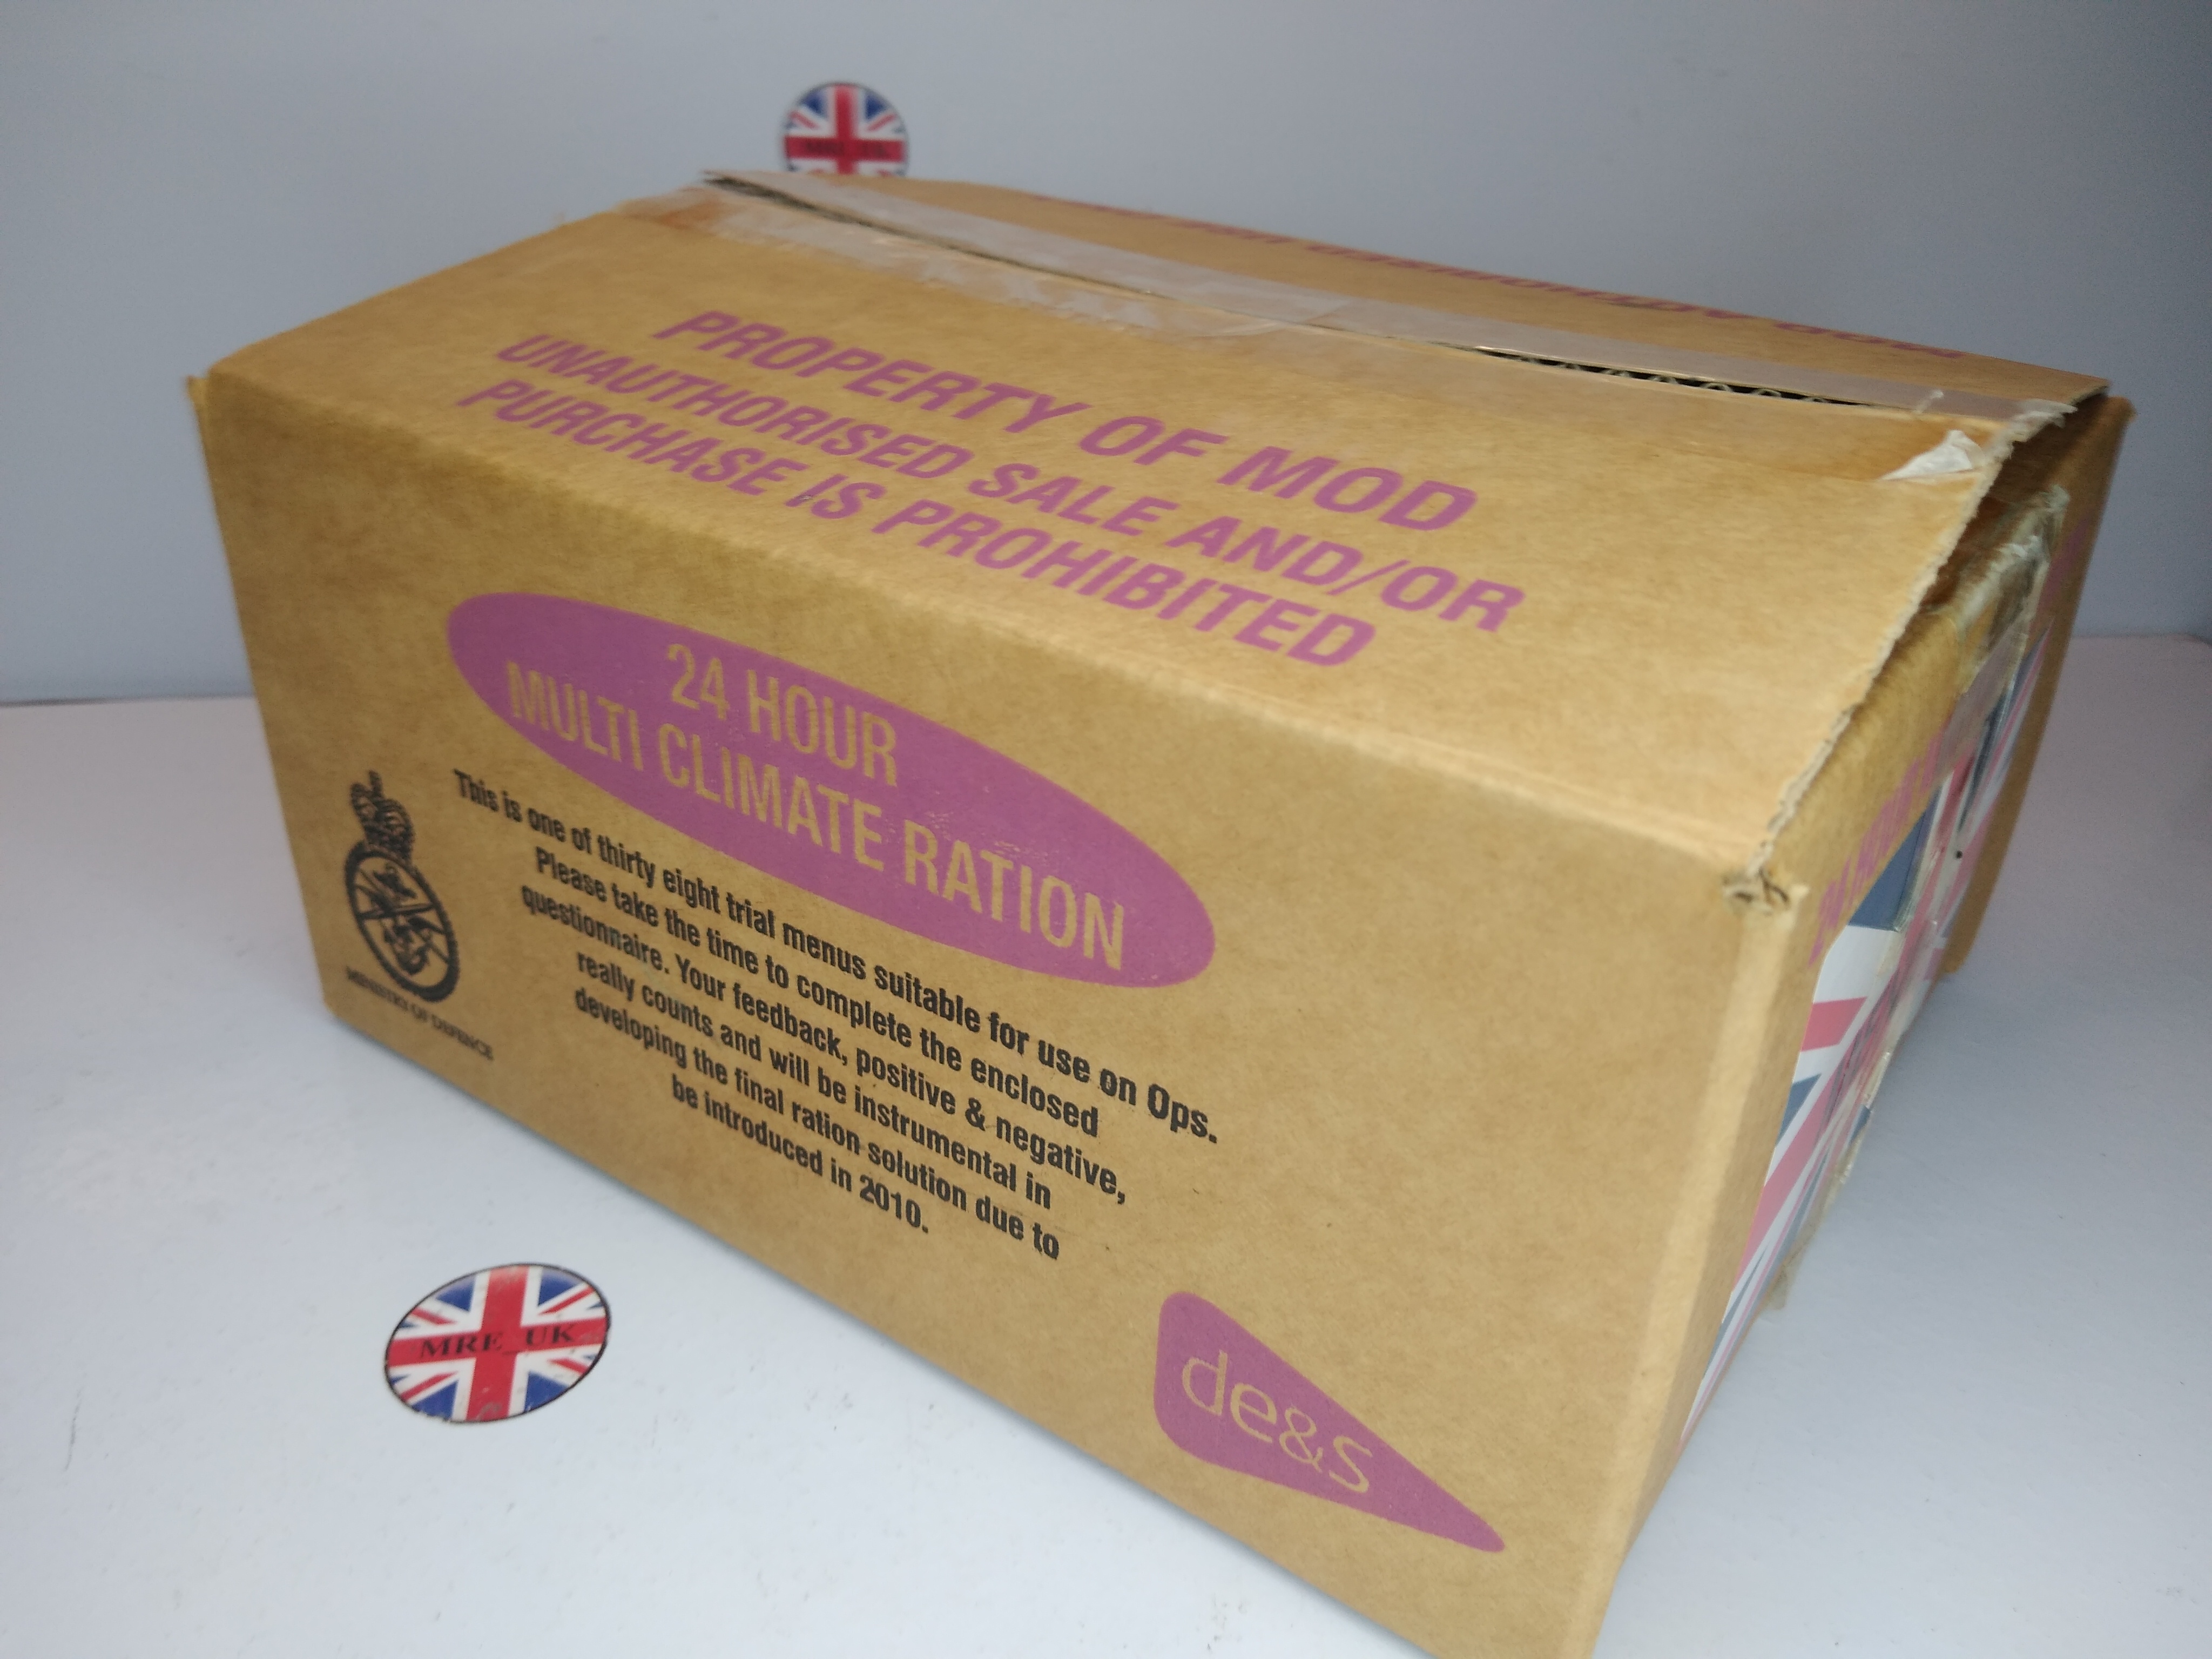 MRE UK
PROPERTY OF MOD
UNAUTHORISED SALE AND/OR
PURCHASE IS PROHIBITED
24 HOUR
MULTI CLIMATE RATION
This is one of thirty eight trial menus suitable for use on Ops.
Please take the time to complete the enclosed
questionnaire. Your feedback, positive & negative,
really counts and will be instrumental in
developing the final ration solution due to
be introduced in 2010.
MINISTRY OF DEFENCE
de&s
MRE UK